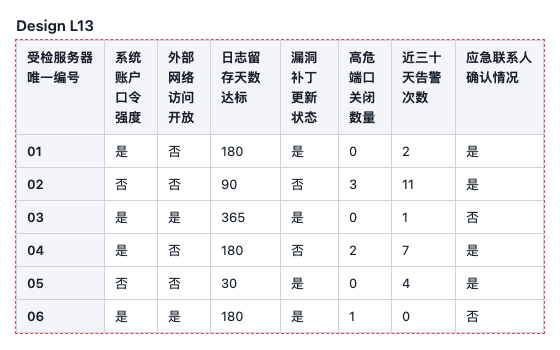 Design L13
受检服务器唯一编号 系统账户口令强度 外部网络访问开放 日志留存天数达标 漏洞补丁更新状态 高危端口关闭数量 近三十天告警次数 应急联系人确认情况
01 是 否 180 是 0 2 是
02 否 否 90 否 3 11 是
03 是 是 365 是 0 1 否
04 是 否 180 否 2 7 是
05 否 否 30 是 0 4 是
06 是 是 180 是 1 0 否